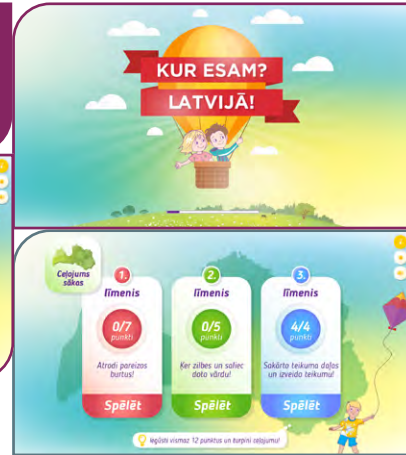 KUR ESAM?
LATVIJĀ!
Ceļojums
sākas
1.
līmenis
0/7
punkti
Atrodi pareizos
burtus!
Spēlēt
2.
līmenis
0/5
punkti
Ķer zilbes un saliec
doto vārdu!
Spēlēt
3.
līmenis
4/4
punkti
Sakārto teikuma daļas
un izveido teikumu!
Spēlēt
Iegūsti vismaz 12 punktus un turpini ceļojumu!